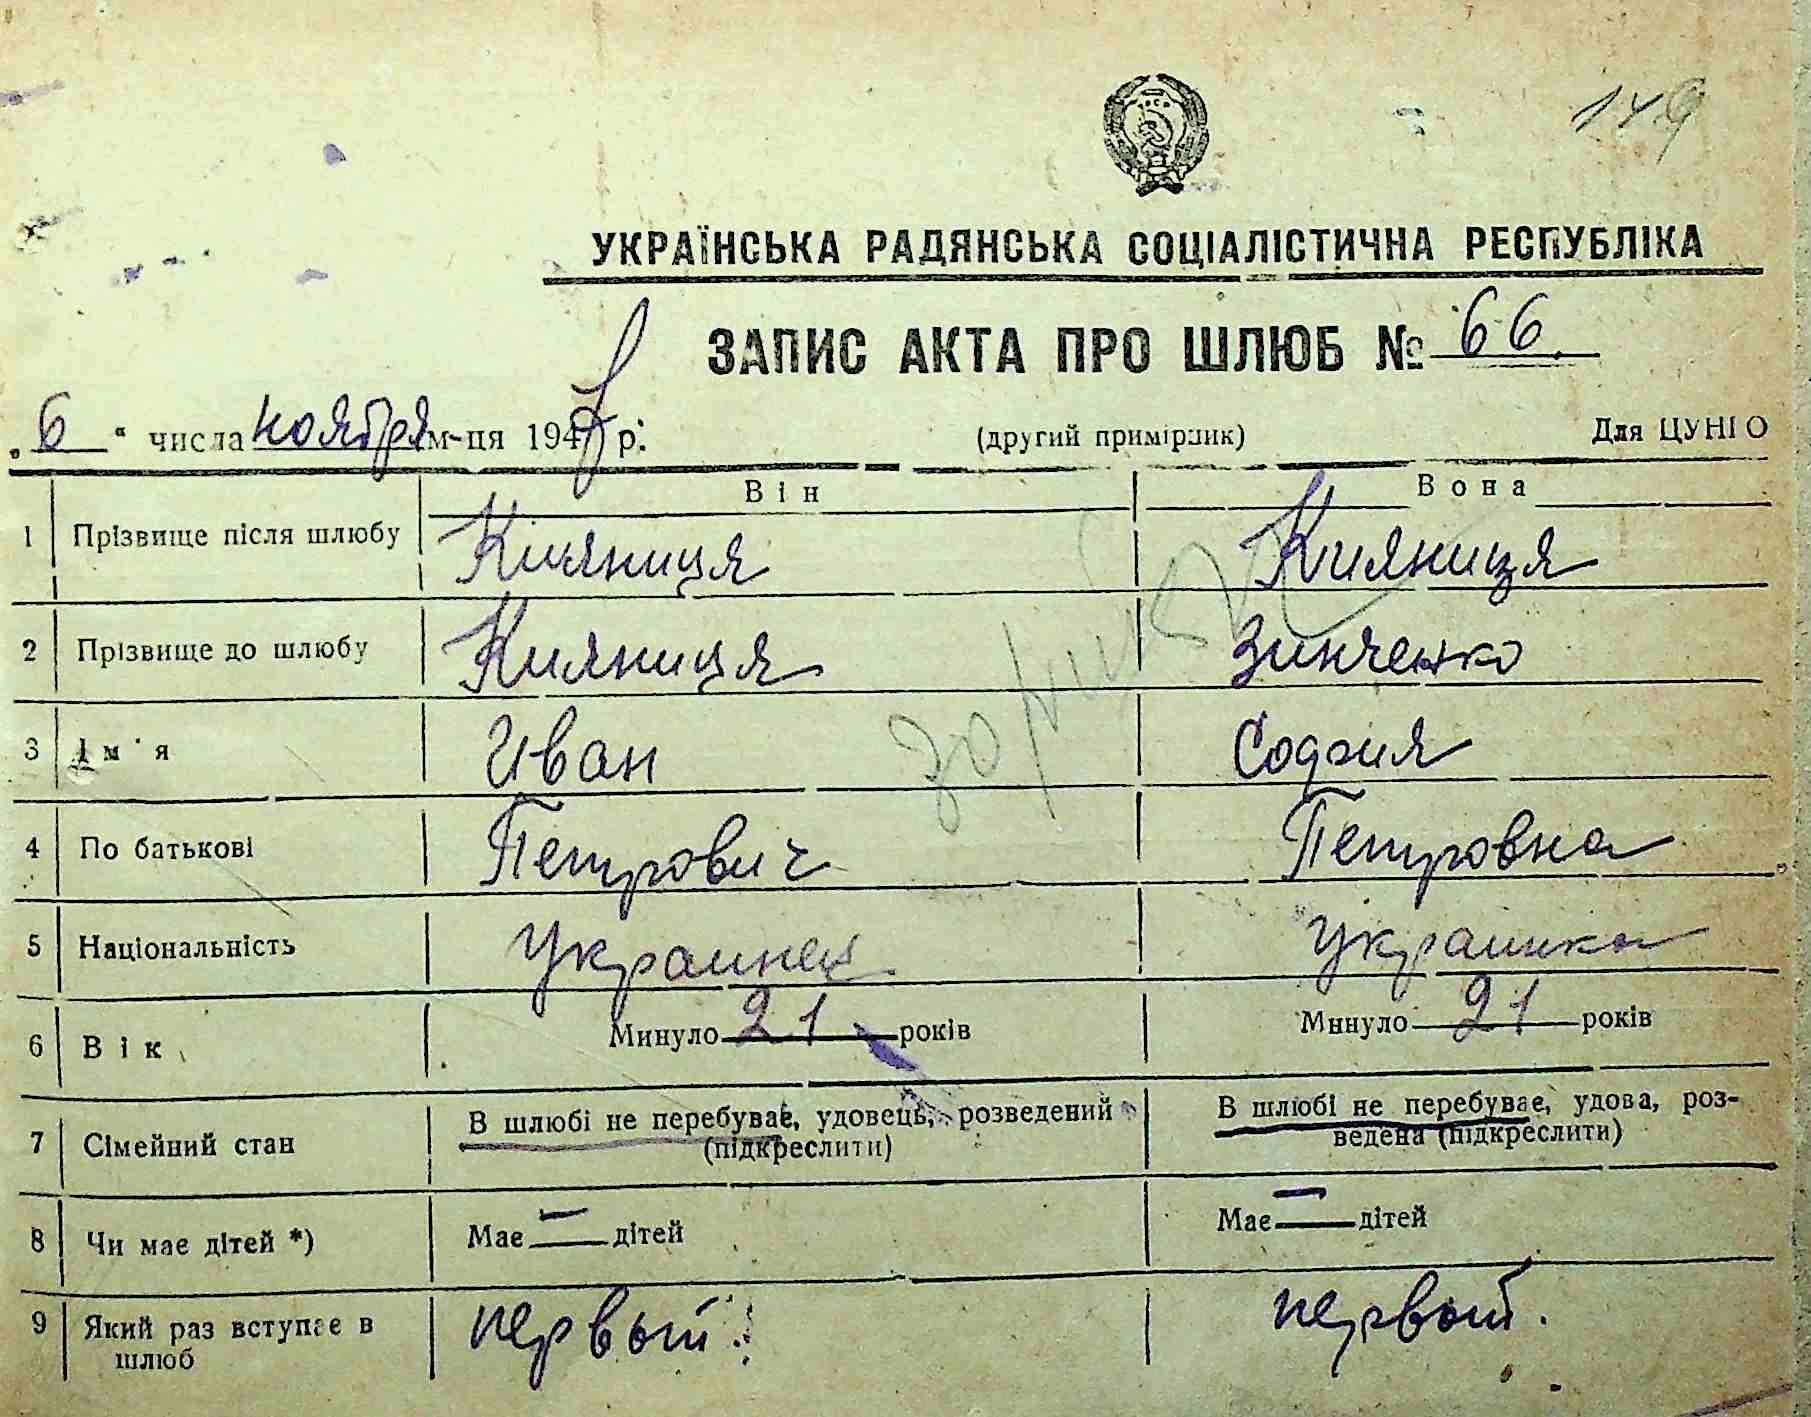 149
УКРАЇНСЬКА РАДЯНСЬКА СОЦІАЛІСТИЧНА РЕСПУБЛІКА
ЗАПИС АКТА ПРО ШЛЮБ № 66.
„6“ числа ноября м-ця 194 р. (другий примірник) Для ЦУНГО
Він Вона
1 Прізвище після шлюбу Кияниця Кияниця
2 Прізвище до шлюбу Кияниця Зинченко
3 Ім'я Иван София
4 По батькові Петрович Петровна
5 Національність Украинец Украинка
6 Вік Минуло 21 років Минуло 21 років
7 Сімейний стан В шлюбі не перебуває, удовець, розведений (підкреслити) В шлюбі не перебуває, удова, розведена (підкреслити)
8 Чи має дітей *) Має — дітей Має — дітей
9 Який раз вступає в шлюб первый. первый.